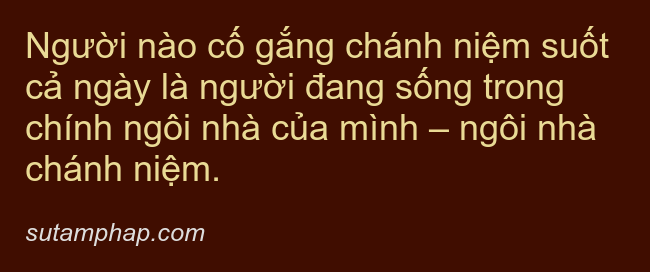 Người nào cố gắng chánh niệm suốt
cả ngày là người đang sống trong
chính ngôi nhà của mình – ngôi nhà
chánh niệm.
sutamphap.com